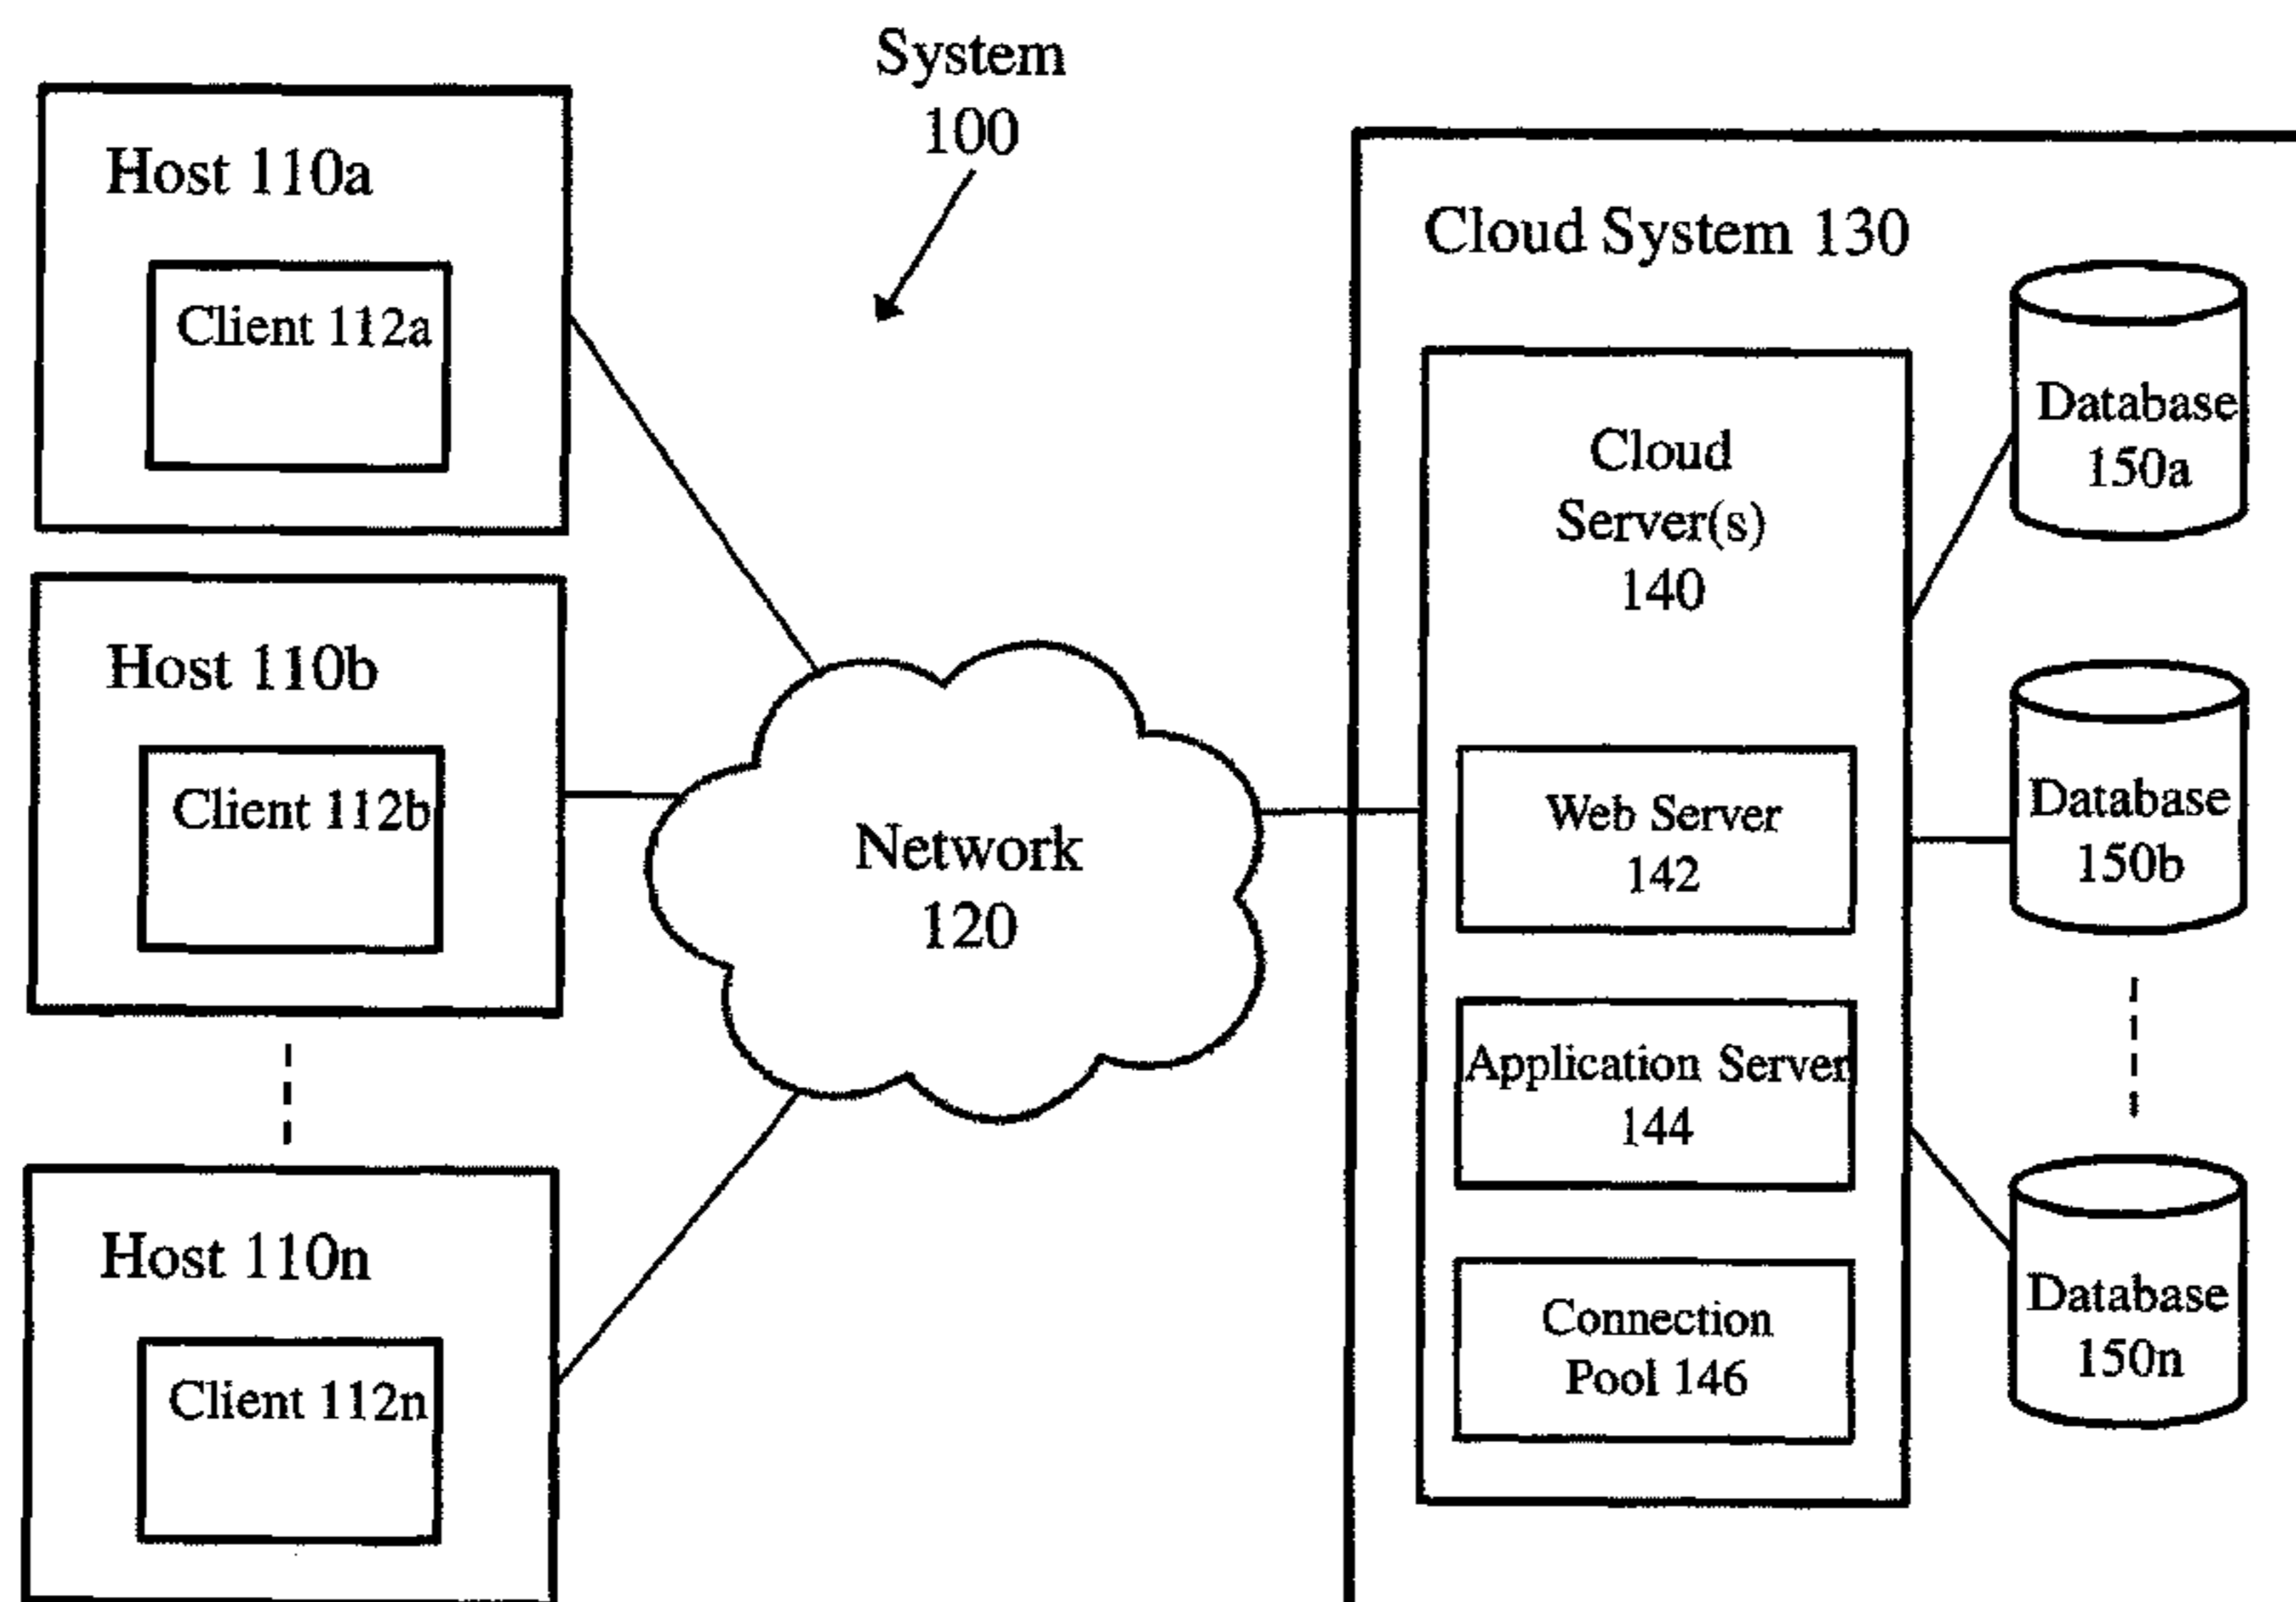 System
100
Host 110a
Client 112a
Host 110b
Client 112b
Host 110n
Client 112n
Network
120
Cloud System 130
Cloud
Server(s)
140
Web Server
142
Application Server
144
Connection
Pool 146
Database
150a
Database
150b
Database
150n